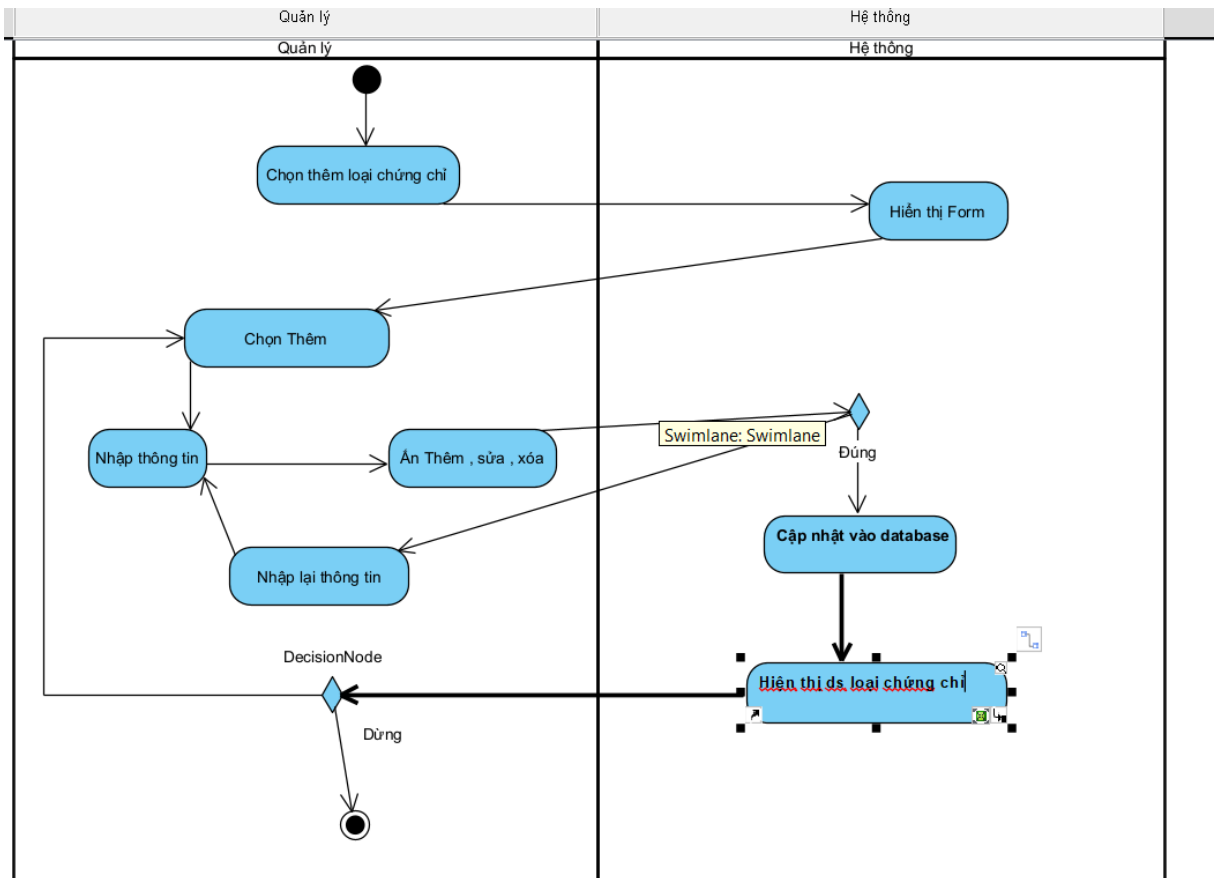 Quản lý
Hệ thống
Quản lý
Hệ thống
Chọn thêm loại chứng chỉ
Hiển thị Form
Chọn Thêm
Swimlane: Swimlane
Đúng
Nhập thông tin
Ấn Thêm , sửa , xóa
Cập nhật vào database
Nhập lại thông tin
DecisionNode
Hiện thị ds loại chứng chỉ
Dừng